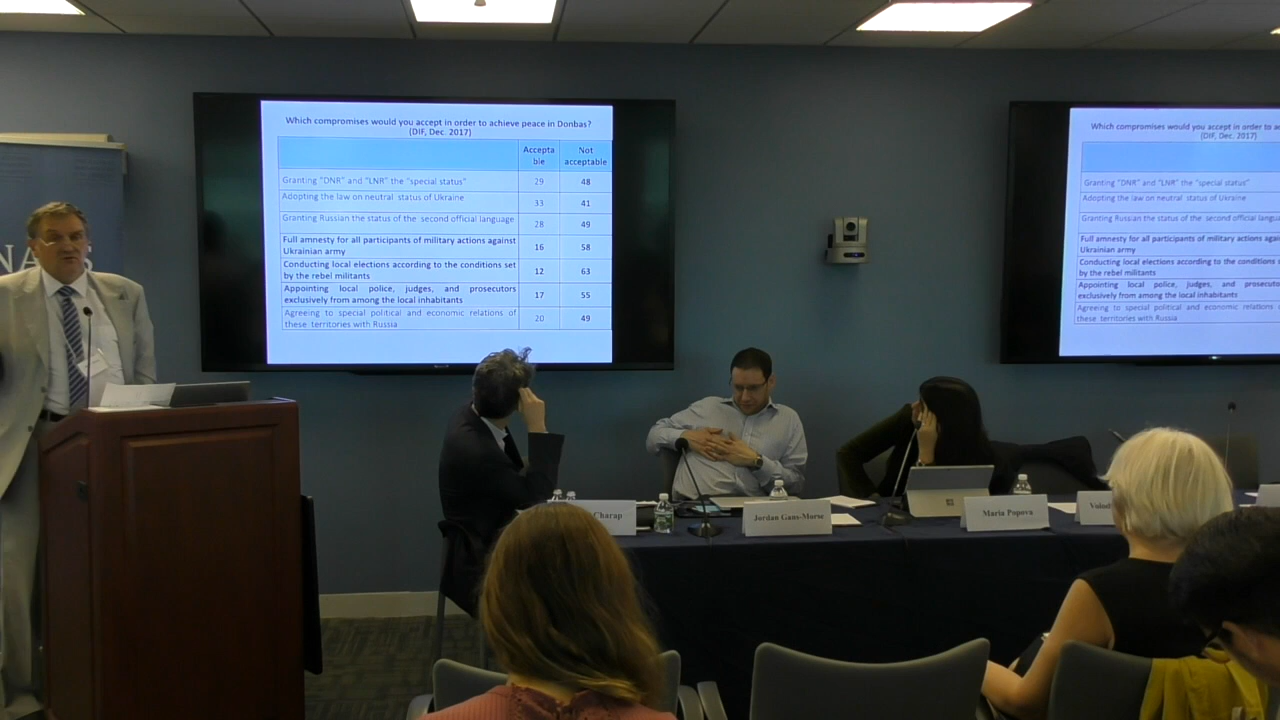 Which compromises would you accept in order to achieve peace in Donbas?
(DIF, Dec. 2017)
Accepta Not
ble acceptable
Granting "DNR" and "LNR" the "special status" 29 48
Adopting the law on neutral status of Ukraine 33 41
Granting Russian the status of the second official language 28 49
Full amnesty for all participants of military actions against
Ukrainian army 16 58
Conducting local elections according to the conditions set
by the rebel militants 12 63
Appointing local police, judges, and prosecutors
exclusively from among the local inhabitants 17 55
Agreeing to special political and economic relations of
these territories with Russia 20 49
Which compromises would you accept in order to
(DIF, Dec. 2017)
Granting "DNR" and "LNR" the "special status"
Adopting the law on neutral status of Ukraine
Granting Russian the status of the second official
Full amnesty for all participants of military actions
Ukrainian army
Conducting local elections according to the conditions
by the rebel militants
Appointing local police, judges, and
exclusively from among the local inhabitants
Agreeing to special political and economic relations
these territories with Russia
Charap
Jordan Gans-Morse
Maria Popova